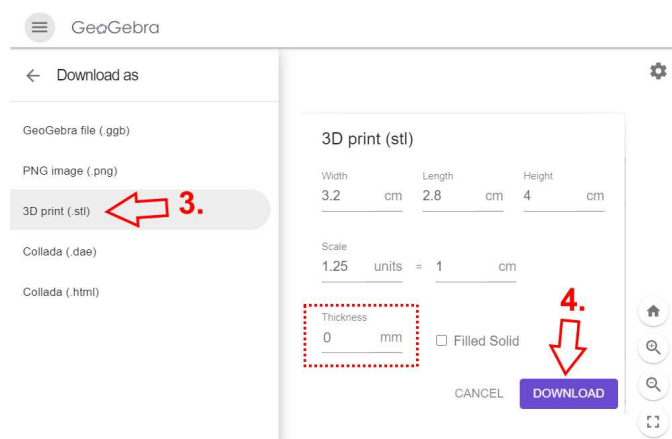 GeoGebra
Download as
GeoGebra file (.ggb)
PNG image (.png)
3D print (.stl)
3.
Collada (.dae)
Collada (.html)
3D print (stl)
Width Length Height
3.2 cm 2.8 cm 4 cm
Scale
1.25 units = 1 cm
4.
Thickness
0 mm Filled Solid
CANCEL DOWNLOAD